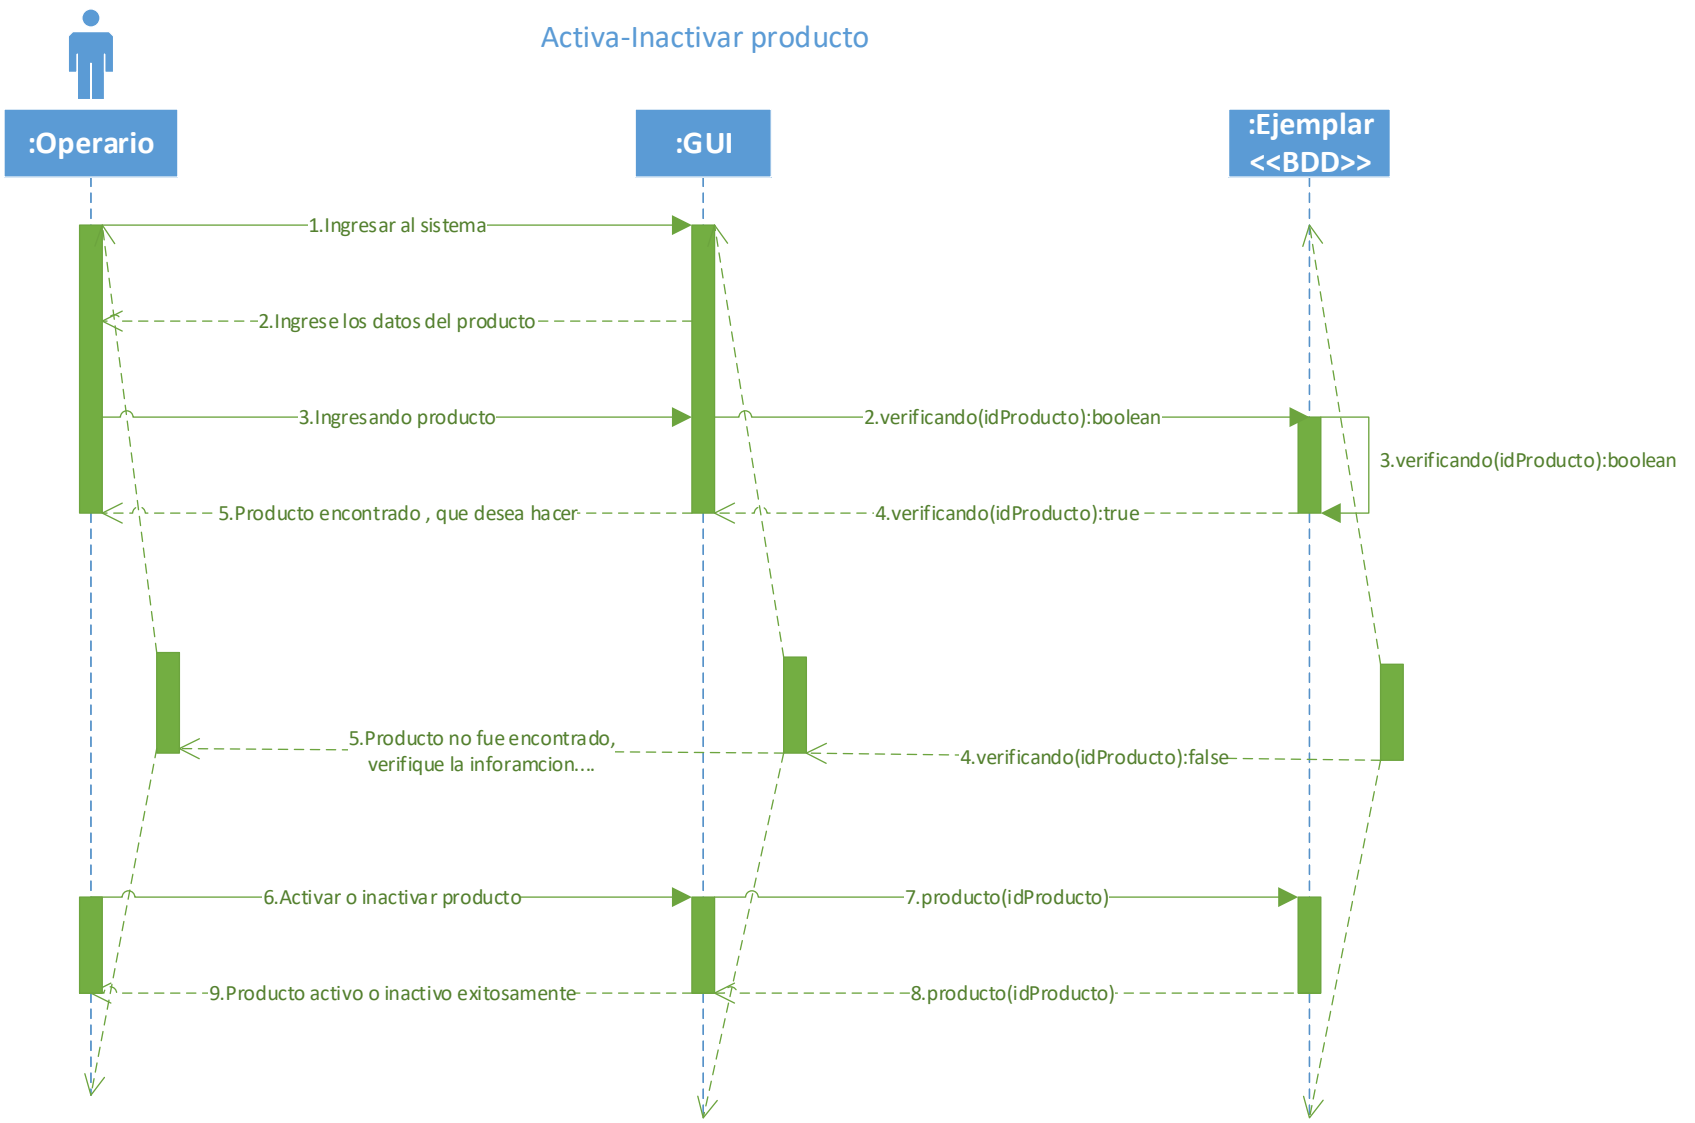 Activa-Inactivar producto
:Operario
:GUI
:Ejemplar
<<BDD>>
1.Ingresar al sistema
2.Ingrese los datos del producto
3.Ingresando producto
2.verificando(idProducto):boolean
3.verificando(idProducto):boolean
5.Producto encontrado , que desea hacer
4.verificando(idProducto):true
5.Producto no fue encontrado,
verifique la inforamcion....
4.verificando(idProducto):false
6.Activar o inactivar producto
7.producto(idProducto)
9.Producto activo o inactivo exitosamente
8.producto(idProducto)